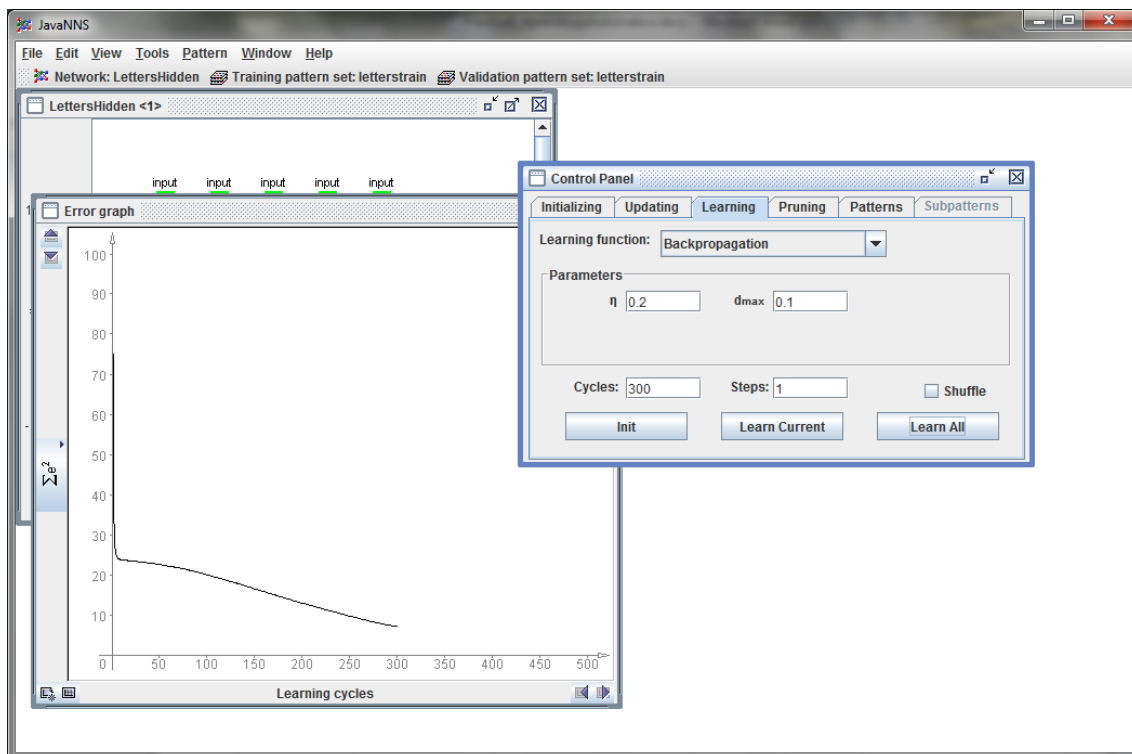 JavaNNS
File Edit View Tools Pattern Window Help
Network: LettersHidden Training pattern set: letterstrain Validation pattern set: letterstrain
LettersHidden <1>
input input input input input
Control Panel
Initializing Updating Learning Pruning Patterns Subpatterns
Learning function: Backpropagation
Parameters
η 0.2 dmax 0.1
Cycles: 300 Steps: 1 Shuffle
Init Learn Current Learn All
Error graph
100
90
80
70
60
50
40
30
20
10
Σe²
0 50 100 150 200 250 300 350 400 450 500
Learning cycles